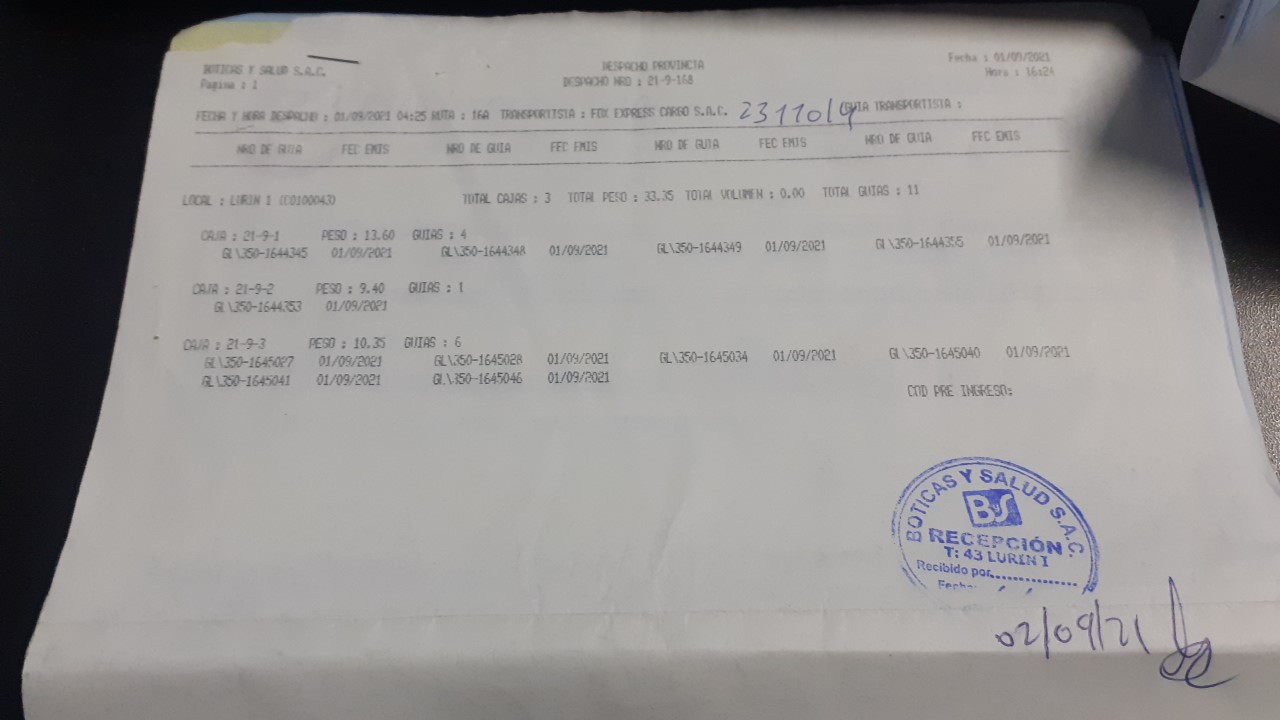 BOTICAS Y SALUD S.A.C. DESPACHO PROVINCIA Fecha : 01/09/2021
Pagina : 1 DESPACHO NRO : 21-9-168 Hora : 16:24
FECHA Y HORA DESPACHO : 01/09/2021 04:25 RUTA : 16A TRANSPORTISTA : FOX EXPRESS CARGO S.A.C. GUIA TRANSPORTISTA :
NRO DE GUIA FEC EMIS NRO DE GUIA FEC EMIS NRO DE GUIA FEC EMIS NRO DE GUIA FEC EMIS
LOCAL : LURIN 1 (CO100043) TOTAL CAJAS : 3 TOTAL PESO : 33.35 TOTAL VOLUMEN : 0.00 TOTAL GUIAS : 11
CAJA : 21-9-1 PESO : 13.60 GUIAS : 4
GL\350-1644345 01/09/2021 GL\350-1644348 01/09/2021 GL\350-1644349 01/09/2021 GL\350-1644355 01/09/2021
CAJA : 21-9-2 PESO : 9.40 GUIAS : 1
GL\350-1644353 01/09/2021
CAJA : 21-9-3 PESO : 10.35 GUIAS : 6
GL\350-1645027 01/09/2021 GL\350-1645028 01/09/2021 GL\350-1645034 01/09/2021 GL\350-1645040 01/09/2021
GL\350-1645041 01/09/2021 GL\350-1645046 01/09/2021
COD PRE INGRESO:
BOTICAS Y SALUD S.A.C.
ByS
RECEPCIÓN
T: 43 LURIN I
Recibido por..................
Fecha:
02/09/21